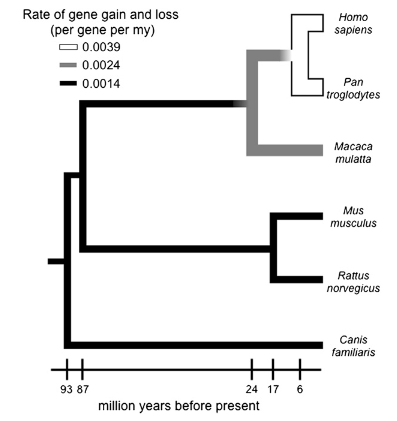 Rate of gene gain and loss
(per gene per my)
0.0039
0.0024
0.0014
Homo
sapiens
Pan
troglodytes
Macaca
mulatta
Mus
musculus
Rattus
norvegicus
Canis
familiaris
93 87 24 17 6
million years before present